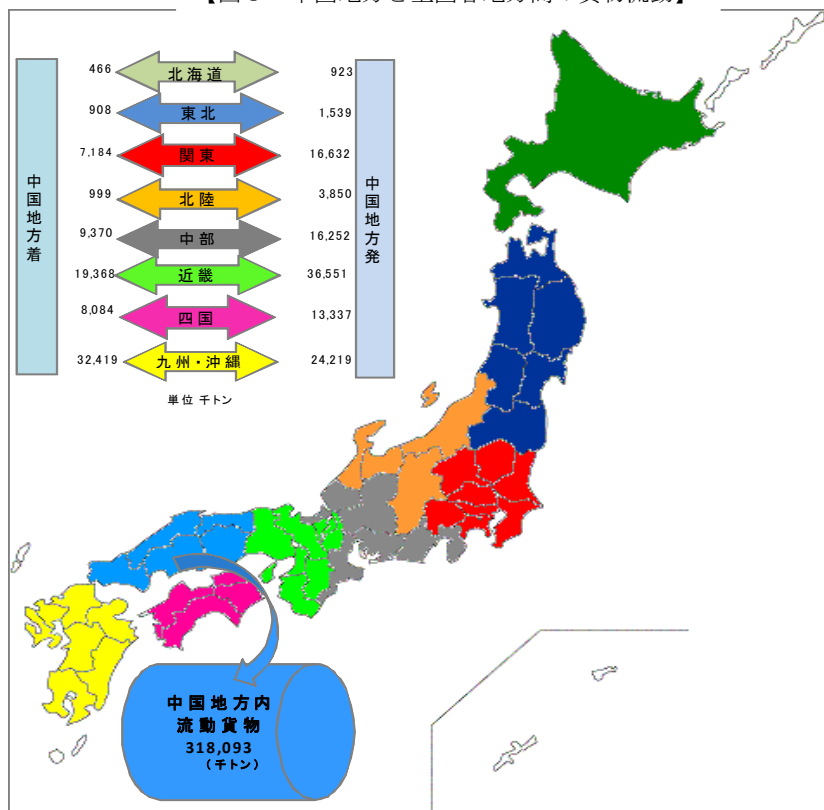 中国地方着
466 北海道 923
908 東北 1,539
7,184 関東 16,632
999 北陸 3,850
9,370 中部 16,252
19,368 近畿 36,551
8,084 四国 13,337
32,419 九州・沖縄 24,219
中国地方発
単位 千トン
中国地方内
流動貨物
318,093
(千トン)